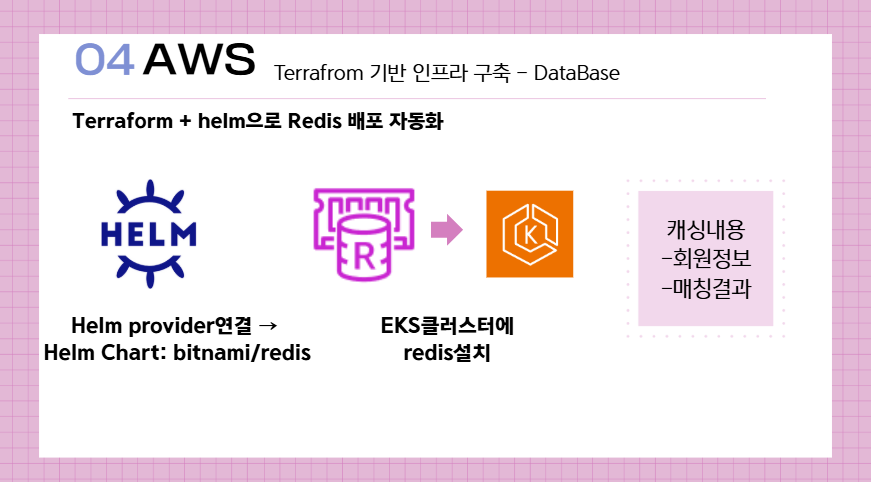 04 AWS Terrafrom 기반 인프라 구축 - DataBase
Terraform + helm으로 Redis 배포 자동화
HELM
R
K
캐싱내용
-회원정보
-매칭결과
Helm provider연결 →
Helm Chart: bitnami/redis
EKS클러스터에
redis설치